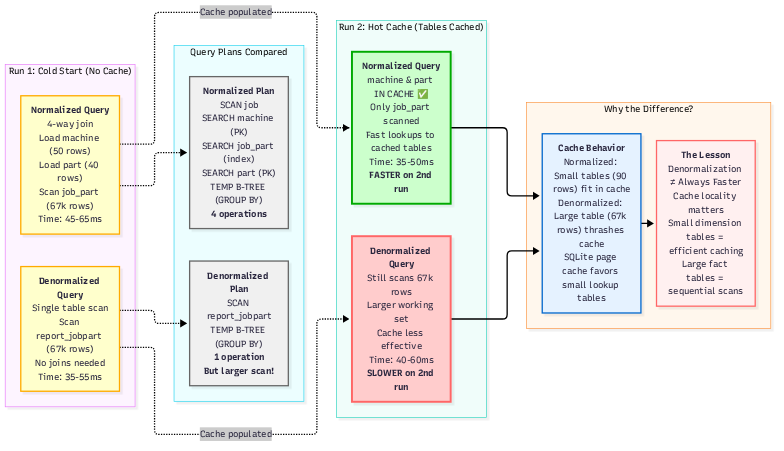 Cache populated
Run 1: Cold Start (No Cache)
Normalized Query
4-way join
Load machine
(50 rows)
Load part (40
rows)
Scan job_part
(67k rows)
Time: 45-65ms
Denormalized
Query
Single table scan
Scan
report_jobpart
(67k rows)
No joins needed
Time: 35-55ms
Query Plans Compared
Normalized Plan
SCAN job
SEARCH machine
(PK)
SEARCH job_part
(index)
SEARCH part (PK)
TEMP B-TREE
(GROUP BY)
4 operations
Denormalized
Plan
SCAN
report_jobpart
TEMP B-TREE
(GROUP BY)
1 operation
But larger scan!
Cache populated
Run 2: Hot Cache (Tables Cached)
Normalized Query
machine & part
IN CACHE ✅
Only job_part
scanned
Fast lookups to
cached tables
Time: 35-50ms
FASTER on 2nd
run
Denormalized
Query
Still scans 67k
rows
Larger working
set
Cache less
effective
Time: 40-60ms
SLOWER on 2nd
run
Why the Difference?
Cache Behavior
Normalized:
Small tables (90
rows) fit in cache
Denormalized:
Large table (67k
rows) thrashes
cache
SQLite page
cache favors
small lookup
tables
The Lesson
Denormalization
≠ Always Faster
Cache locality
matters
Small dimension
tables =
efficient caching
Large fact
tables =
sequential scans